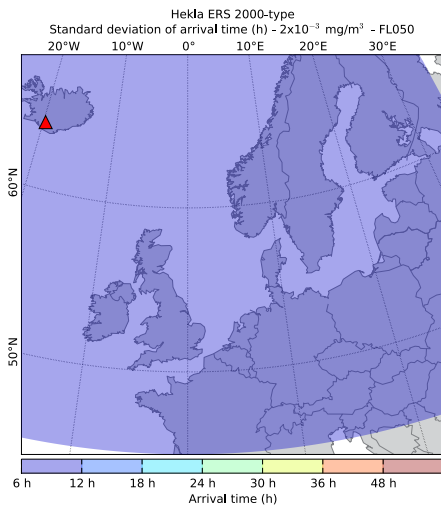 Hekla ERS 2000-type
Standard deviation of arrival time (h) - 2x10⁻³ mg/m³ - FL050
20°W 10°W 0° 10°E 20°E 30°E
60°N
50°N
6 h 12 h 18 h 24 h 30 h 36 h 48 h
Arrival time (h)